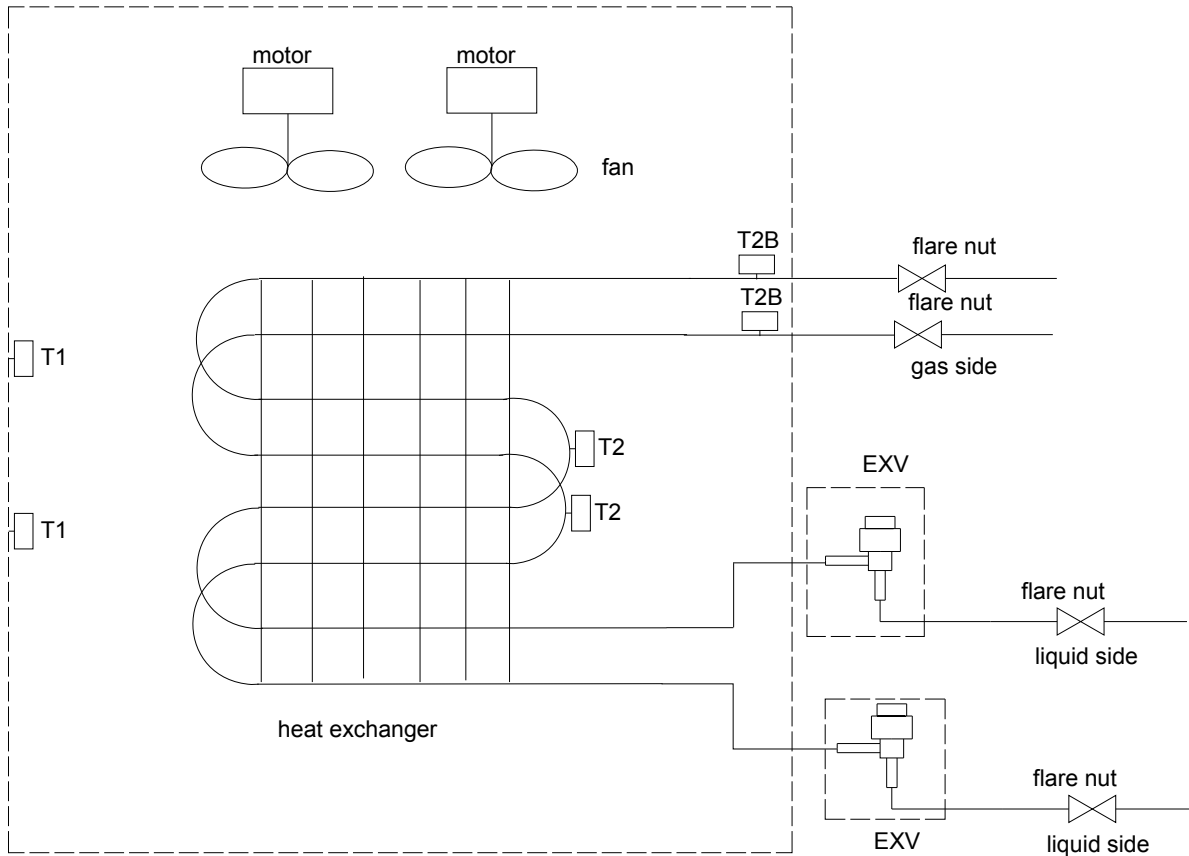 motor
motor
fan
T2B
flare nut
T2B
flare nut
T1
gas side
T2
EXV
T2
T1
flare nut
liquid side
heat exchanger
flare nut
EXV
liquid side